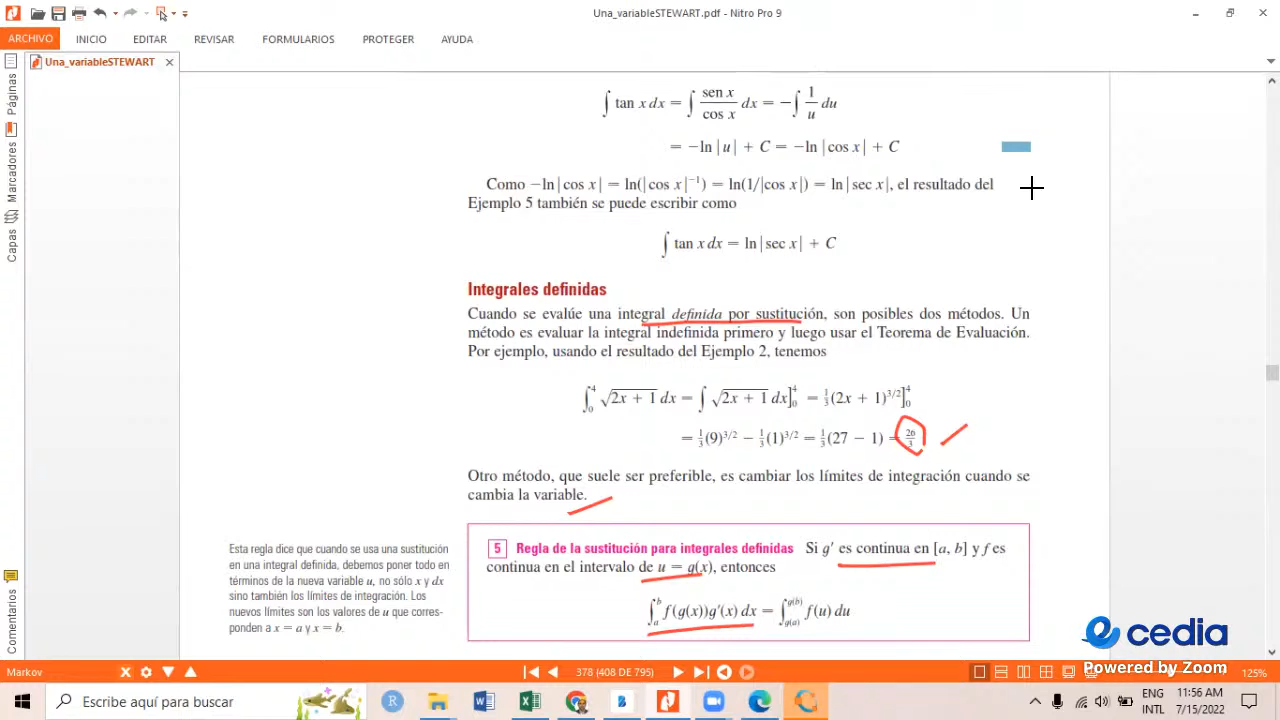 Una_variableSTEWART.pdf - Nitro Pro 9
ARCHIVO INICIO EDITAR REVISAR FORMULARIOS PROTEGER AYUDA
Una_variableSTEWART
Páginas
Marcadores
Capas
Comentarios
∫ tan x dx = ∫ sen x / cos x dx = −∫ 1/u du
= −ln |u| + C = −ln |cos x| + C
Como −ln|cos x| = ln(|cos x|⁻¹) = ln(1/|cos x|) = ln|sec x|, el resultado del
Ejemplo 5 también se puede escribir como
∫ tan x dx = ln|sec x| + C
Integrales definidas
Cuando se evalúe una integral definida por sustitución, son posibles dos métodos. Un
método es evaluar la integral indefinida primero y luego usar el Teorema de Evaluación.
Por ejemplo, usando el resultado del Ejemplo 2, tenemos
∫₀⁴ √(2x + 1) dx = ∫ √(2x + 1) dx]₀⁴ = ⅓(2x + 1)^(3/2)]₀⁴
= ⅓(9)^(3/2) − ⅓(1)^(3/2) = ⅓(27 − 1) = 26/3
Otro método, que suele ser preferible, es cambiar los límites de integración cuando se
cambia la variable.
5 Regla de la sustitución para integrales definidas Si g′ es continua en [a, b] y f es
continua en el intervalo de u = g(x), entonces
∫ₐᵇ f(g(x))g′(x) dx = ∫_{g(a)}^{g(b)} f(u) du
Esta regla dice que cuando se usa una sustitución
en una integral definida, debemos poner todo en
términos de la nueva variable u, no sólo x y dx
sino también los límites de integración. Los
nuevos límites son los valores de u que corres-
ponden a x = a y x = b.
cedia
Powered by Zoom
Markov
378 (408 DE 795)
125%
Escribe aquí para buscar
ENG
INTL
11:56 AM
7/15/2022